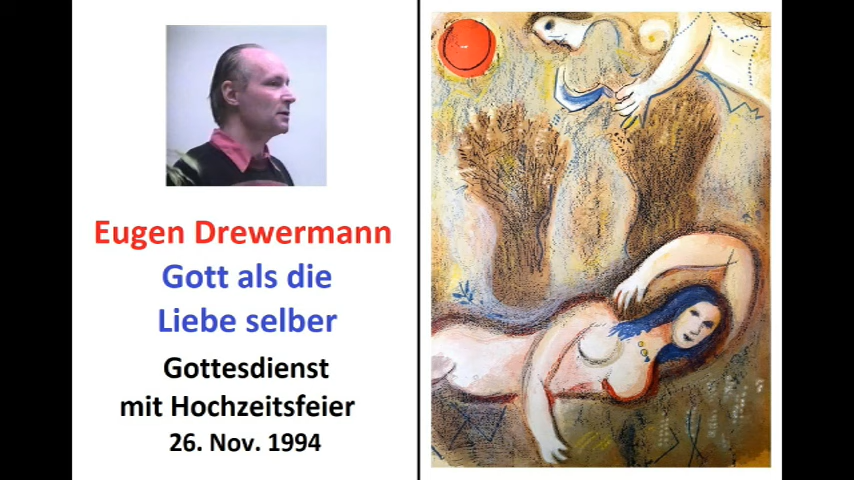 Eugen Drewermann
Gott als die
Liebe selber
Gottesdienst
mit Hochzeitsfeier
26. Nov. 1994